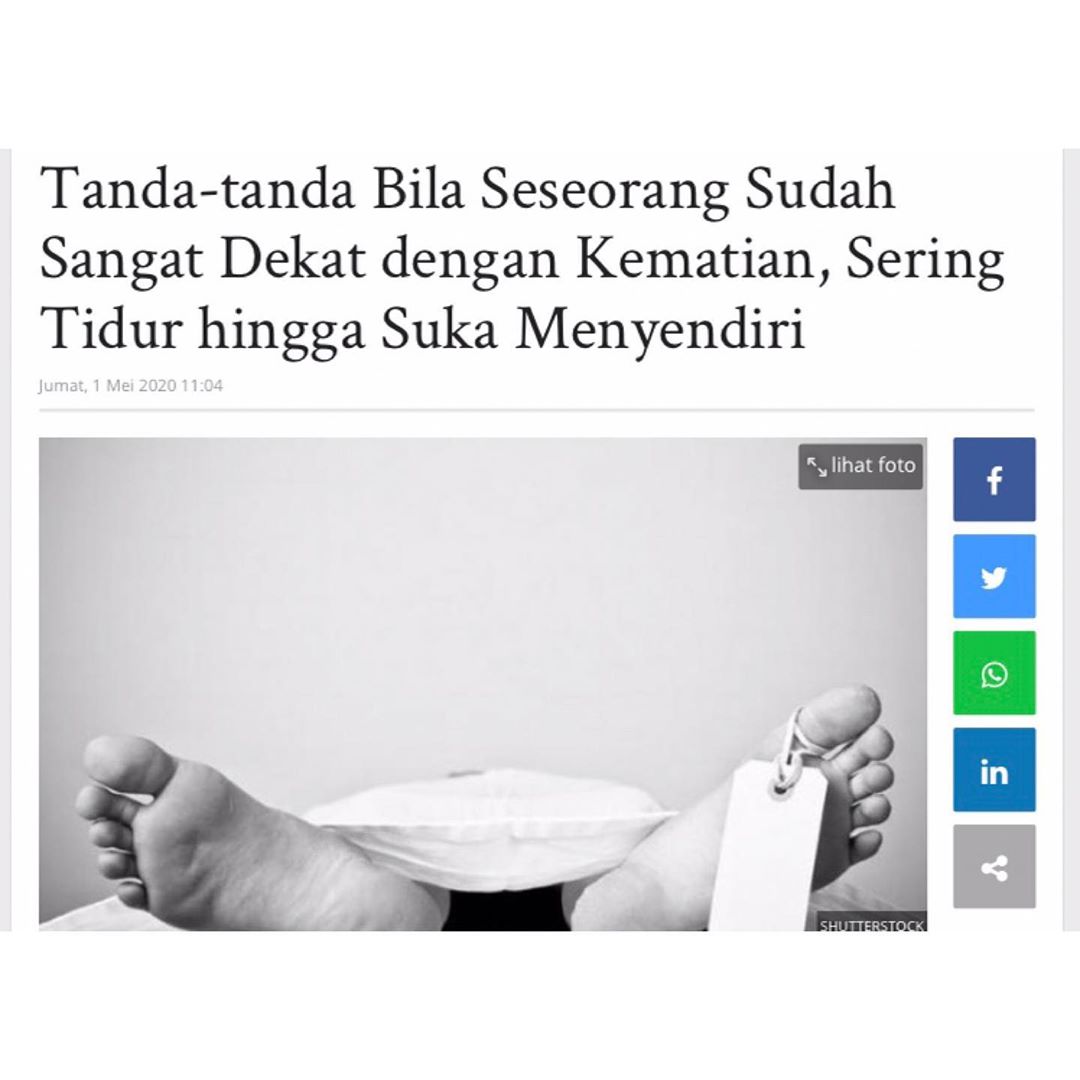 Tanda-tanda Bila Seseorang Sudah
Sangat Dekat dengan Kematian, Sering
Tidur hingga Suka Menyendiri
Jumat, 1 Mei 2020 11:04
lihat foto
f
in
SHUTTERSTOCK